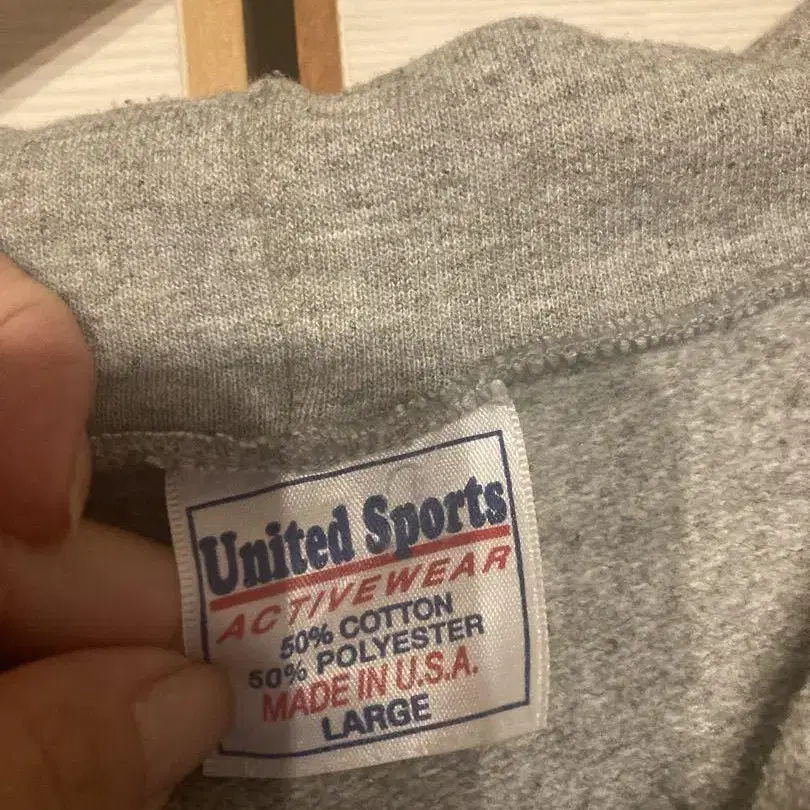 United Sports
ACTIVEWEAR
50% COTTON
50% POLYESTER
MADE IN U.S.A.
LARGE